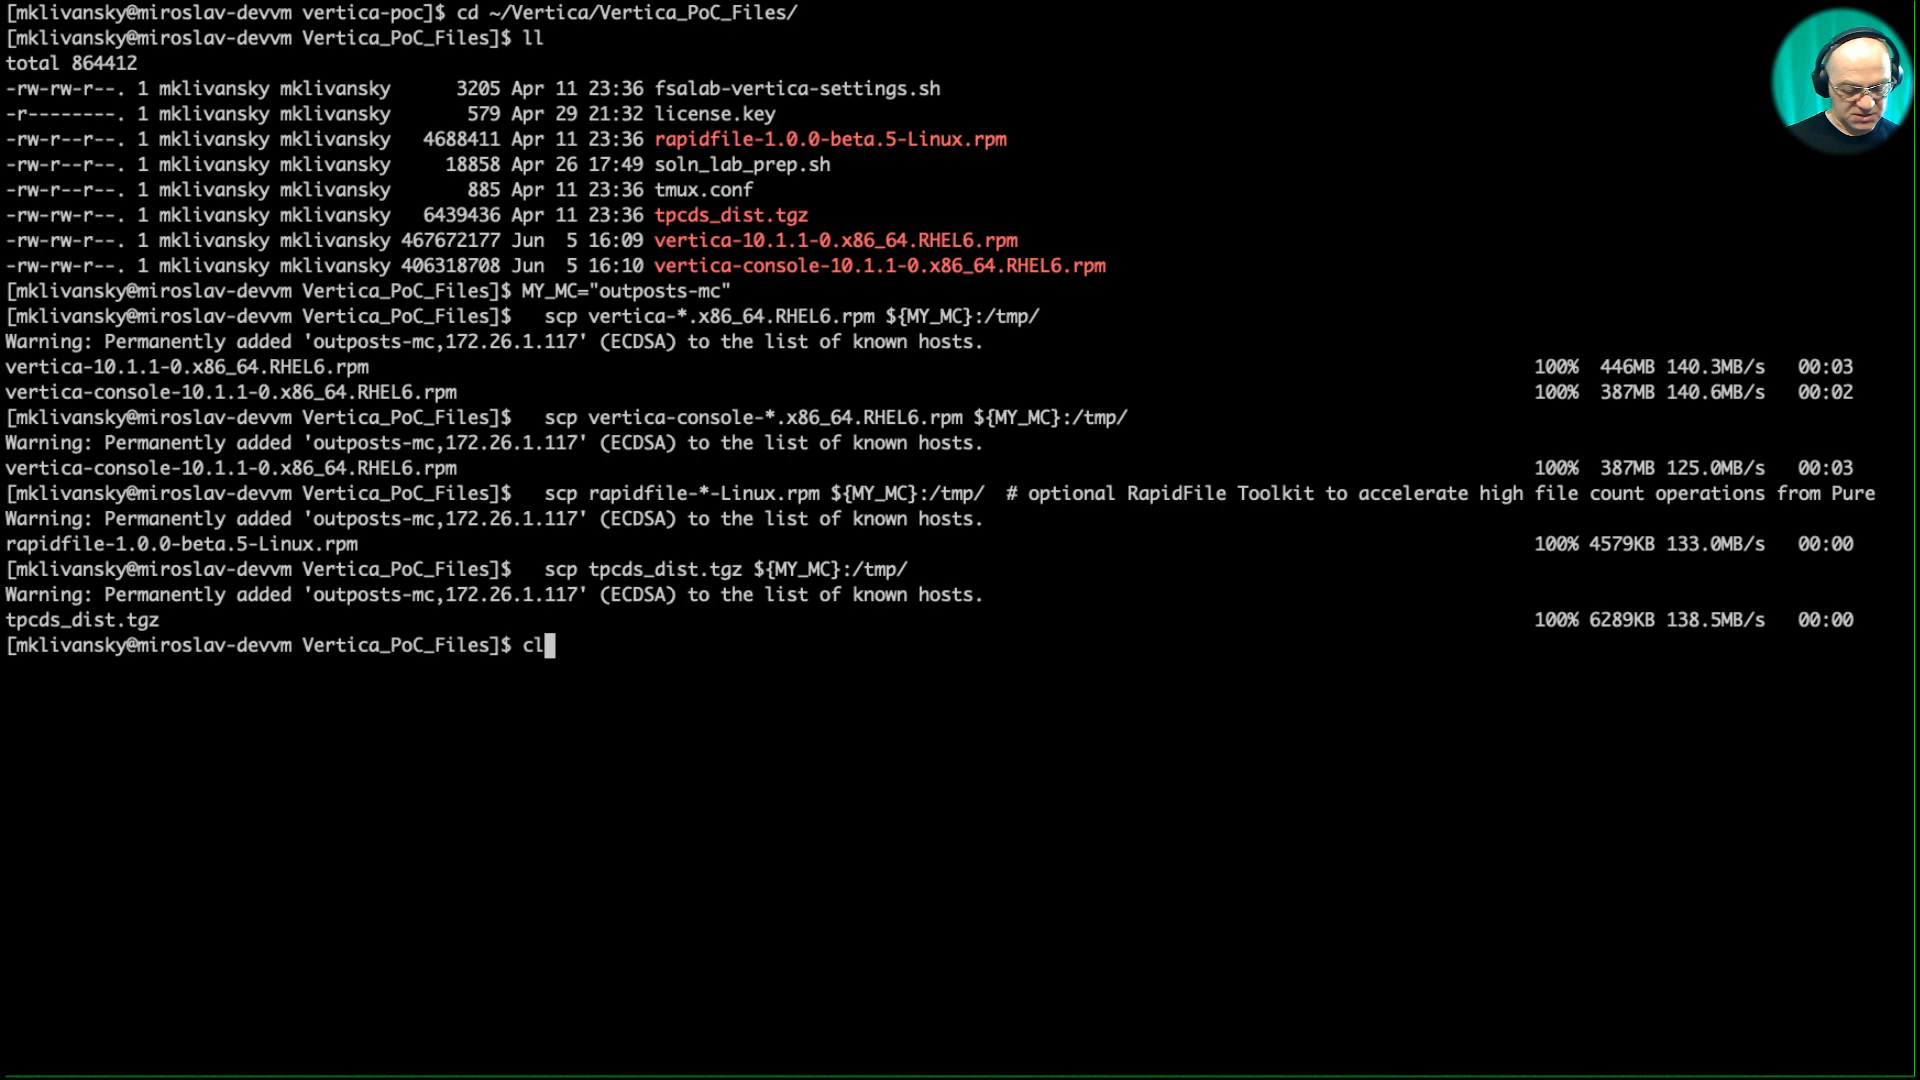 [mklivansky@miroslav-devvm vertica-poc]$ cd ~/Vertica/Vertica_PoC_Files/
[mklivansky@miroslav-devvm Vertica_PoC_Files]$ ll
total 864412
-rw-rw-r--. 1 mklivansky mklivansky      3205 Apr 11 23:36 fsalab-vertica-settings.sh
-r--------. 1 mklivansky mklivansky       579 Apr 29 21:32 license.key
-rw-r--r--. 1 mklivansky mklivansky   4688411 Apr 11 23:36 rapidfile-1.0.0-beta.5-Linux.rpm
-rw-r--r--. 1 mklivansky mklivansky     18858 Apr 26 17:49 soln_lab_prep.sh
-rw-r--r--. 1 mklivansky mklivansky       885 Apr 11 23:36 tmux.conf
-rw-rw-r--. 1 mklivansky mklivansky   6439436 Apr 11 23:36 tpcds_dist.tgz
-rw-rw-r--. 1 mklivansky mklivansky 467672177 Jun  5 16:09 vertica-10.1.1-0.x86_64.RHEL6.rpm
-rw-rw-r--. 1 mklivansky mklivansky 406318708 Jun  5 16:10 vertica-console-10.1.1-0.x86_64.RHEL6.rpm
[mklivansky@miroslav-devvm Vertica_PoC_Files]$ MY_MC="outposts-mc"
[mklivansky@miroslav-devvm Vertica_PoC_Files]$   scp vertica-*.x86_64.RHEL6.rpm ${MY_MC}:/tmp/
Warning: Permanently added 'outposts-mc,172.26.1.117' (ECDSA) to the list of known hosts.
vertica-10.1.1-0.x86_64.RHEL6.rpm 100%  446MB 140.3MB/s   00:03
vertica-console-10.1.1-0.x86_64.RHEL6.rpm 100%  387MB 140.6MB/s   00:02
[mklivansky@miroslav-devvm Vertica_PoC_Files]$   scp vertica-console-*.x86_64.RHEL6.rpm ${MY_MC}:/tmp/
Warning: Permanently added 'outposts-mc,172.26.1.117' (ECDSA) to the list of known hosts.
vertica-console-10.1.1-0.x86_64.RHEL6.rpm 100%  387MB 125.0MB/s   00:03
[mklivansky@miroslav-devvm Vertica_PoC_Files]$   scp rapidfile-*-Linux.rpm ${MY_MC}:/tmp/  # optional RapidFile Toolkit to accelerate high file count operations from Pure
Warning: Permanently added 'outposts-mc,172.26.1.117' (ECDSA) to the list of known hosts.
rapidfile-1.0.0-beta.5-Linux.rpm 100% 4579KB 133.0MB/s   00:00
[mklivansky@miroslav-devvm Vertica_PoC_Files]$   scp tpcds_dist.tgz ${MY_MC}:/tmp/
Warning: Permanently added 'outposts-mc,172.26.1.117' (ECDSA) to the list of known hosts.
tpcds_dist.tgz 100% 6289KB 138.5MB/s   00:00
[mklivansky@miroslav-devvm Vertica_PoC_Files]$ cl